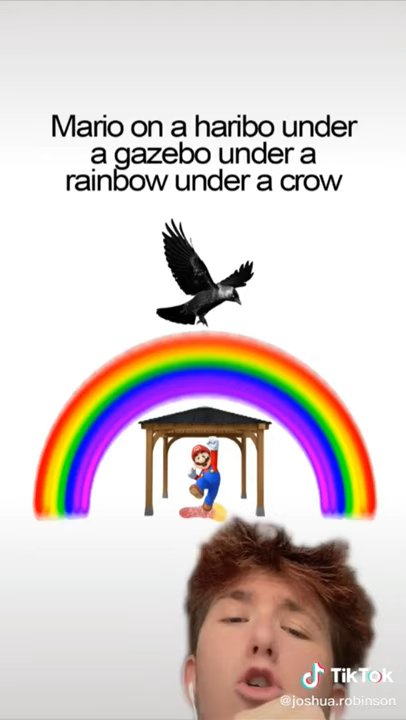 Mario on a haribo under
a gazebo under a
rainbow under a crow
TikTok
@joshua.robinson